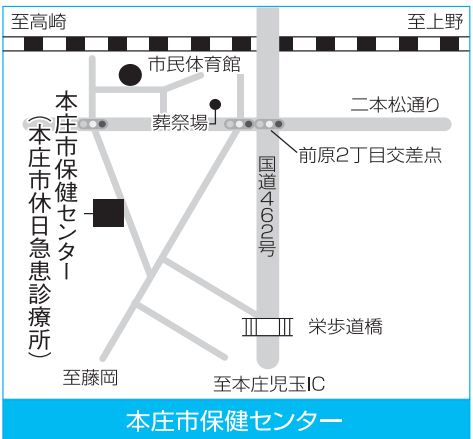 至高崎
至上野
市民体育館
二本松通り
葬祭場
前原2丁目交差点
本庄市保健センター
（本庄市休日急患診療所）
国道462号
栄歩道橋
至藤岡
至本庄児玉IC
本庄市保健センター